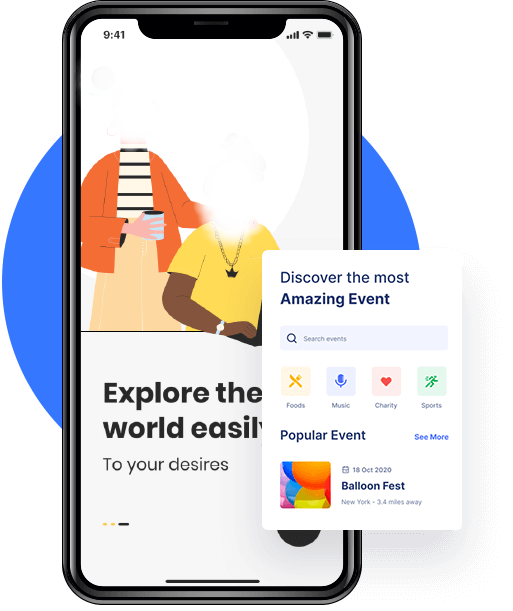 9:41
Explore the
world easily
To your desires
Discover the most
Amazing Event
Search events
Foods
Music
Charity
Sports
Popular Event
See More
18 Oct 2020
Balloon Fest
New York - 3.4 miles away